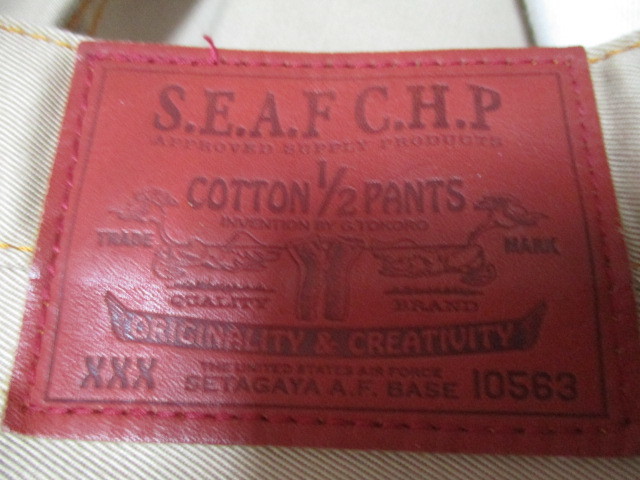 S.E.A.F C.H.P
APPROVED SUPPLY PRODUCTS
COTTON 1/2 PANTS
INVENTION BY G.TOKORO
TRADE MARK
QUALITY BRAND
ORIGINALITY & CREATIVITY
THE UNITED STATES AIR FORCE
XXX SETAGAYA A.F. BASE 10563